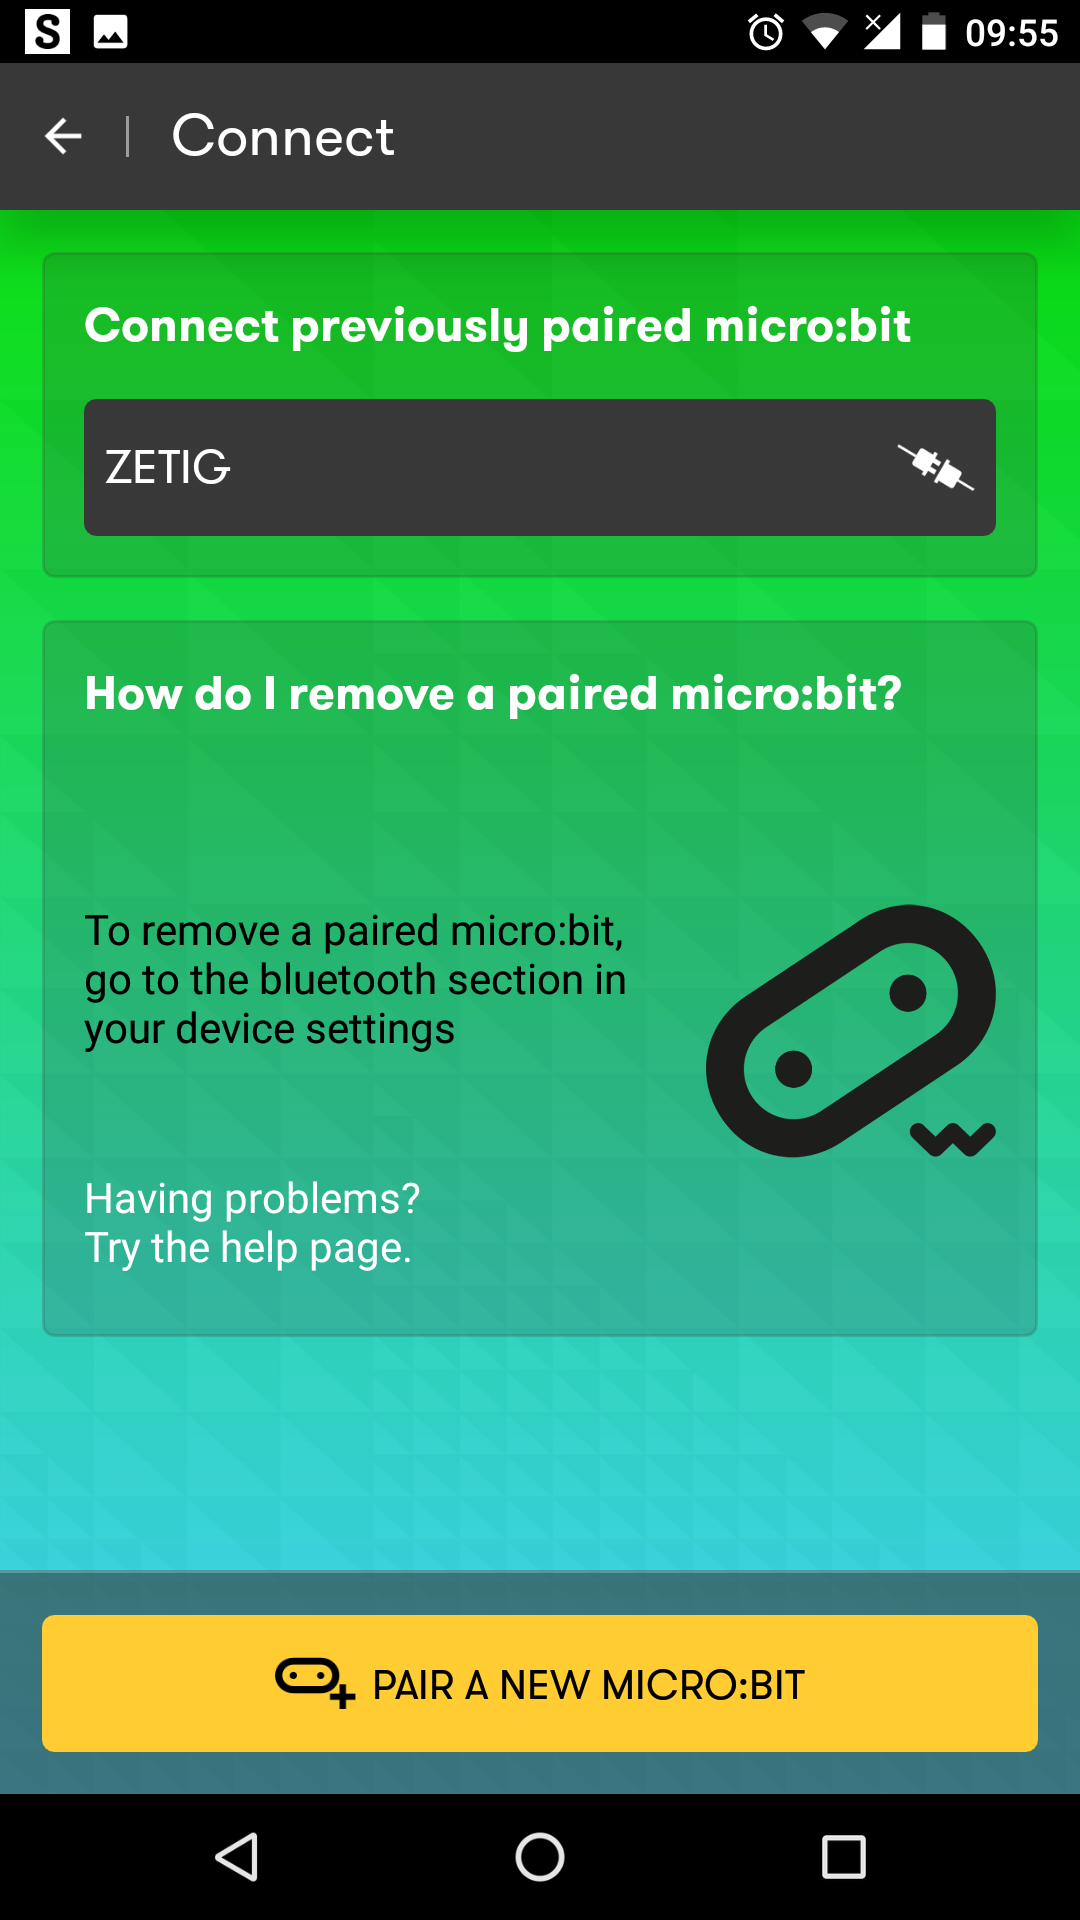 S
09:55
Connect
Connect previously paired micro:bit
ZETIG
How do I remove a paired micro:bit?
To remove a paired micro:bit,
go to the bluetooth section in
your device settings
Having problems?
Try the help page.
PAIR A NEW MICRO:BIT